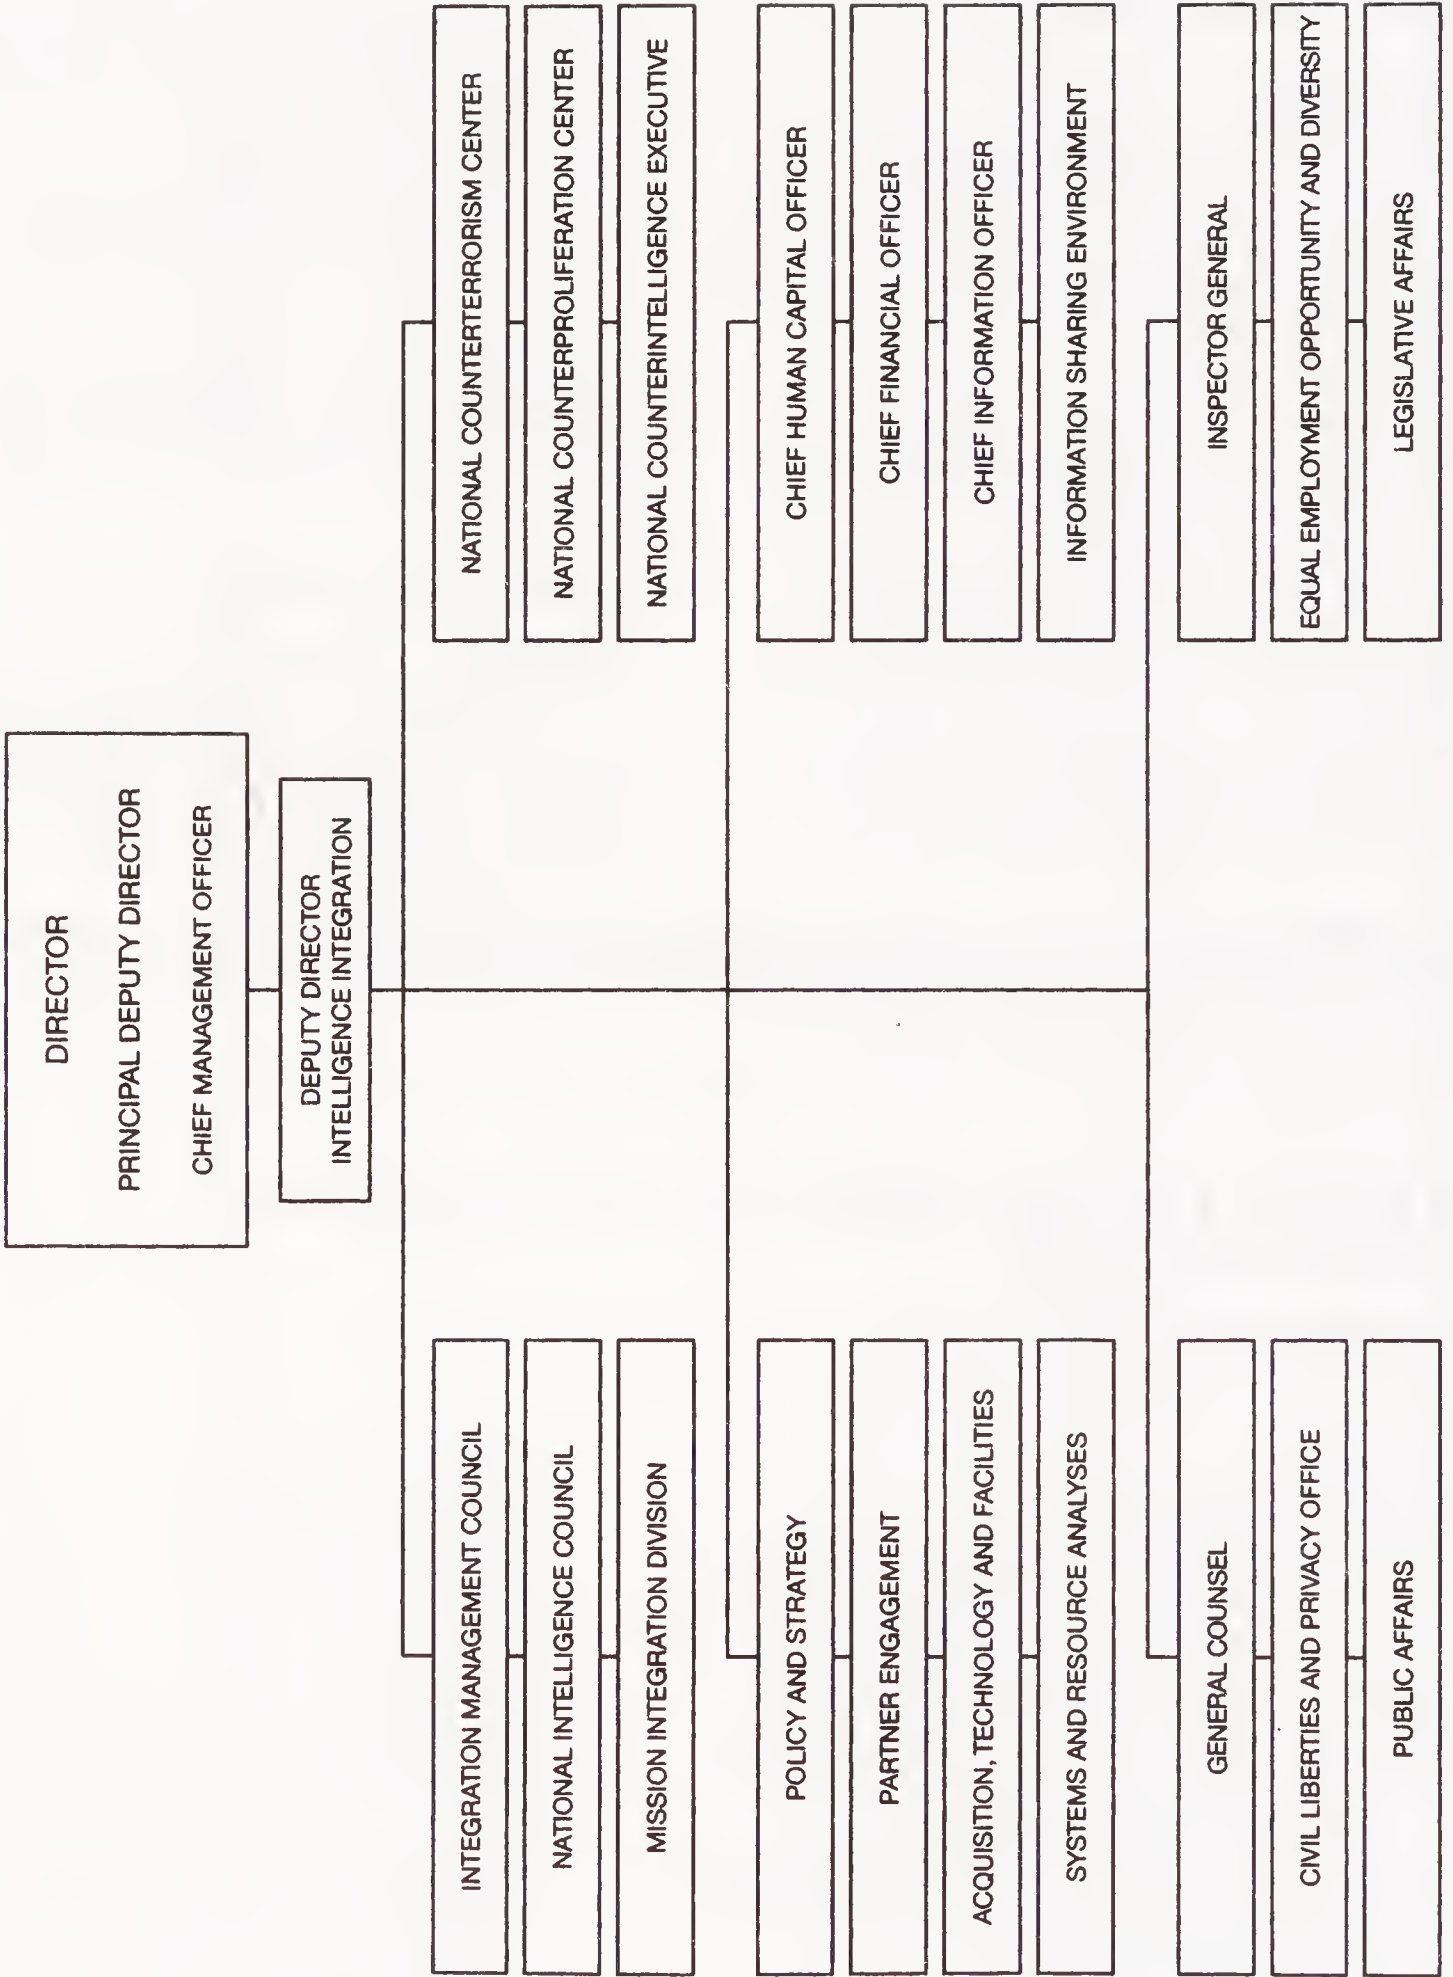 DIRECTOR
PRINCIPAL DEPUTY DIRECTOR
CHIEF MANAGEMENT OFFICER
DEPUTY DIRECTOR
INTELLIGENCE INTEGRATION
INTEGRATION MANAGEMENT COUNCIL
NATIONAL INTELLIGENCE COUNCIL
MISSION INTEGRATION DIVISION
NATIONAL COUNTERTERRORISM CENTER
NATIONAL COUNTERPROLIFERATION CENTER
NATIONAL COUNTERINTELLIGENCE EXECUTIVE
POLICY AND STRATEGY
PARTNER ENGAGEMENT
ACQUISITION, TECHNOLOGY AND FACILITIES
SYSTEMS AND RESOURCE ANALYSES
CHIEF HUMAN CAPITAL OFFICER
CHIEF FINANCIAL OFFICER
CHIEF INFORMATION OFFICER
INFORMATION SHARING ENVIRONMENT
GENERAL COUNSEL
CIVIL LIBERTIES AND PRIVACY OFFICE
PUBLIC AFFAIRS
INSPECTOR GENERAL
EQUAL EMPLOYMENT OPPORTUNITY AND DIVERSITY
LEGISLATIVE AFFAIRS